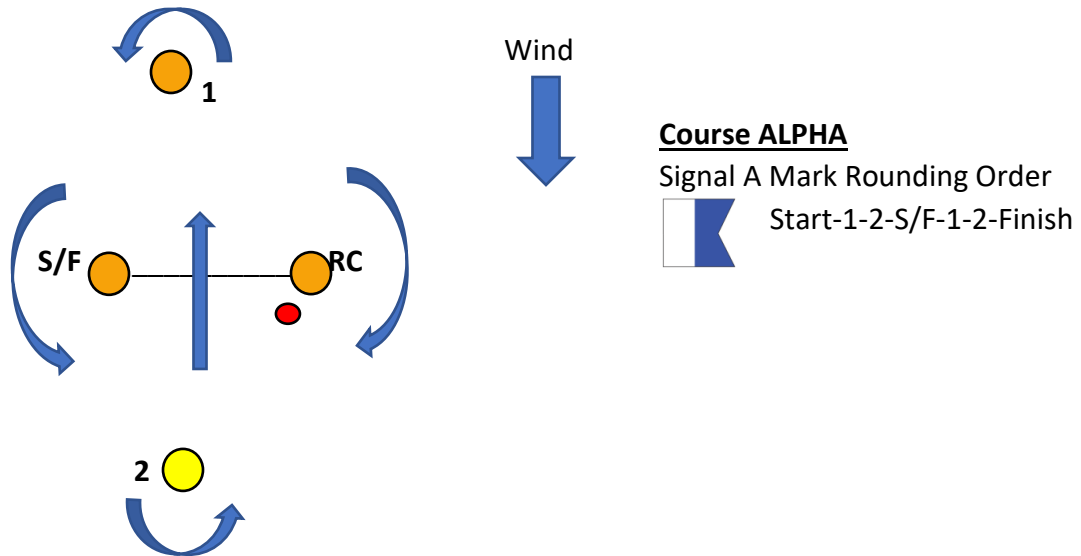 1
Wind
Course ALPHA
Signal A Mark Rounding Order
Start-1-2-S/F-1-2-Finish
S/F
RC
2